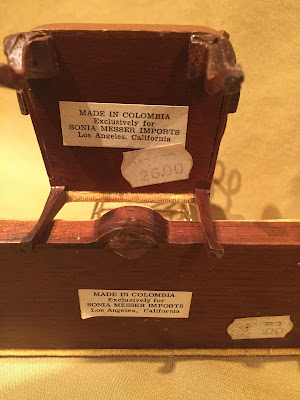 MADE IN COLOMBIA
Exclusively for
SONIA MESSER IMPORTS
Los Angeles, California
26.00
MADE IN COLOMBIA
Exclusively for
SONIA MESSER IMPORTS
Los Angeles, California